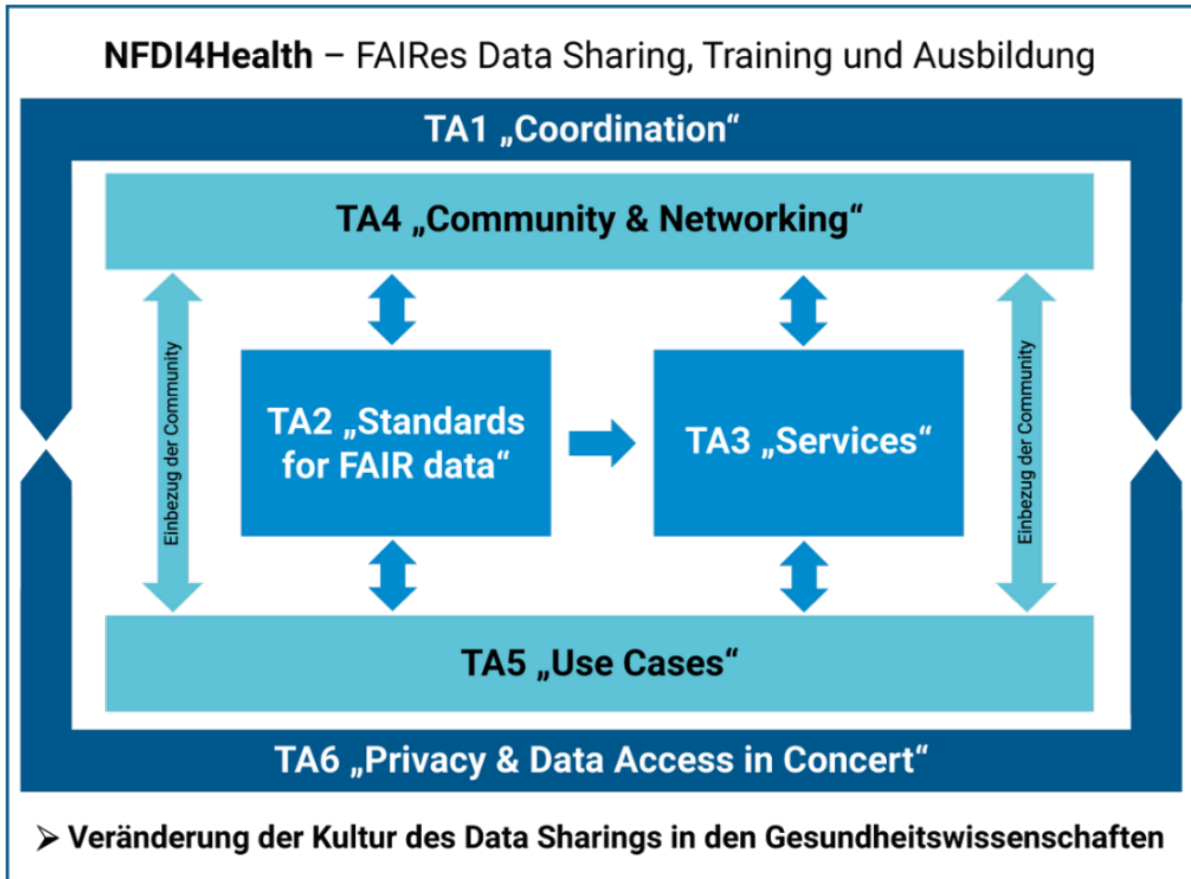 NFDI4Health – FAIRes Data Sharing, Training und Ausbildung
TA1 „Coordination“
TA4 „Community & Networking“
Einbezug der Community
TA2 „Standards
for FAIR data“
TA3 „Services“
Einbezug der Community
TA5 „Use Cases“
TA6 „Privacy & Data Access in Concert“
➢ Veränderung der Kultur des Data Sharings in den Gesundheitswissenschaften